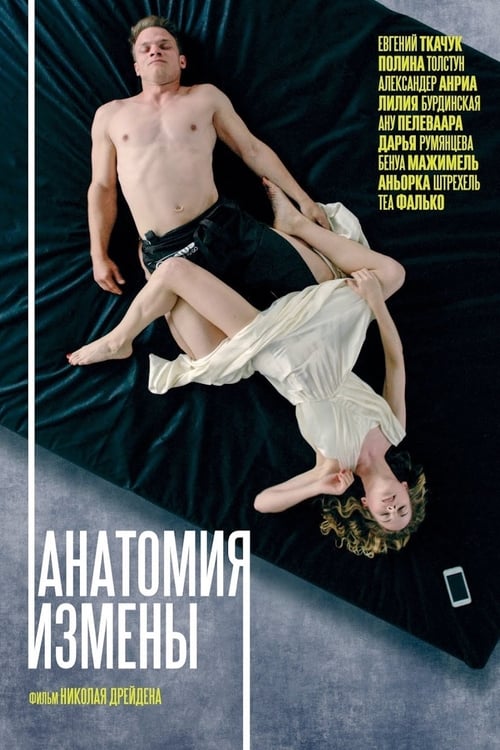 ЕВГЕНИЙ ТКАЧУК
ПОЛИНА ТОЛСТУН
АЛЕКСАНДЕР АНРИА
ЛИЛИЯ БУРДИНСКАЯ
АНУ ПЕЛЕВААРА
ДАРЬЯ РУМЯНЦЕВА
БЕНУА МАЖИМЕЛЬ
АНЬОРКА ШТРЕХЕЛЬ
ТЕА ФАЛЬКО
АНАТОМИЯ
ИЗМЕНЫ
ФИЛЬМ НИКОЛАЯ ДРЕЙДЕНА